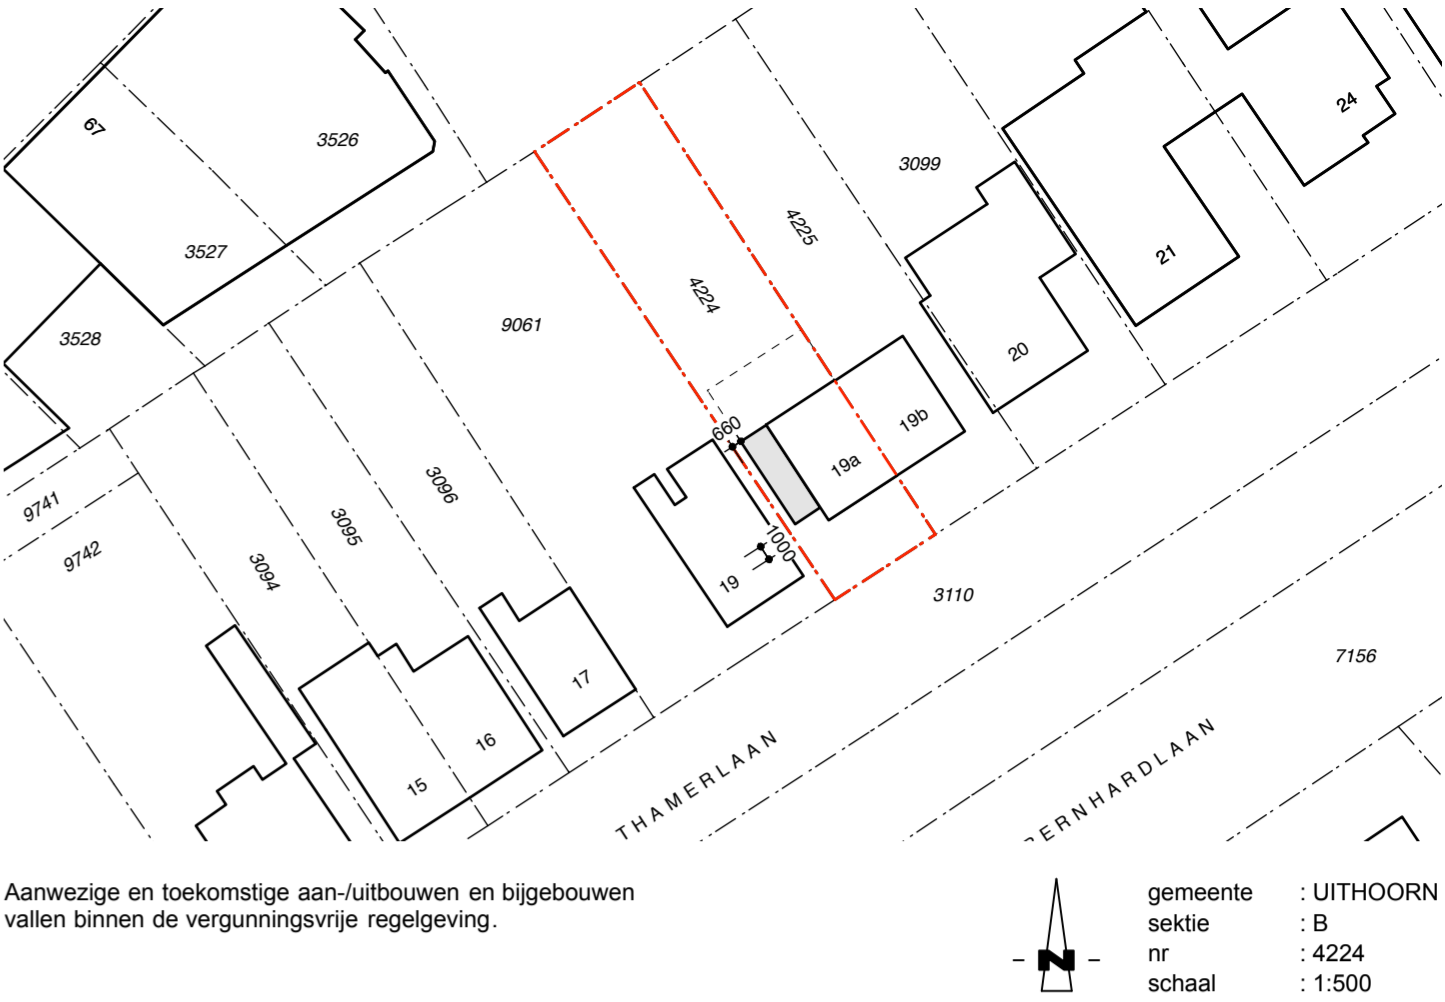 67
3526
3527
3528
9741
9742
3094
3095
3096
9061
4224
4225
3099
24
21
20
19b
19a
660
1000
19
17
16
15
3110
7156
THAMERLAAN
BERNHARDLAAN
Aanwezige en toekomstige aan-/uitbouwen en bijgebouwen
vallen binnen de vergunningsvrije regelgeving.
N
gemeente : UITHOORN
sektie : B
nr : 4224
schaal : 1:500